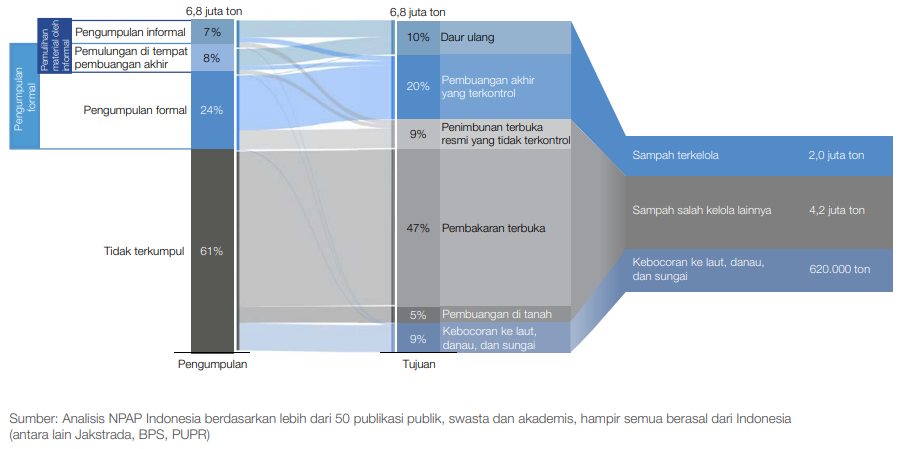 6,8 juta ton
6,8 juta ton
Pengumpulan
formal
Pemulihan
material oleh
informal
Pengumpulan informal
7%
Pemulungan di tempat
pembuangan akhir
8%
Pengumpulan formal
24%
Tidak terkumpul
61%
Pengumpulan
10%
Daur ulang
20%
Pembuangan akhir
yang terkontrol
9%
Penimbunan terbuka
resmi yang tidak terkontrol
47%
Pembakaran terbuka
5%
Pembuangan di tanah
9%
Kebocoran ke laut,
danau, dan sungai
Tujuan
Sampah terkelola
2,0 juta ton
Sampah salah kelola lainnya
4,2 juta ton
Kebocoran ke laut, danau,
dan sungai
620.000 ton
Sumber: Analisis NPAP Indonesia berdasarkan lebih dari 50 publikasi publik, swasta dan akademis, hampir semua berasal dari Indonesia
(antara lain Jakstrada, BPS, PUPR)